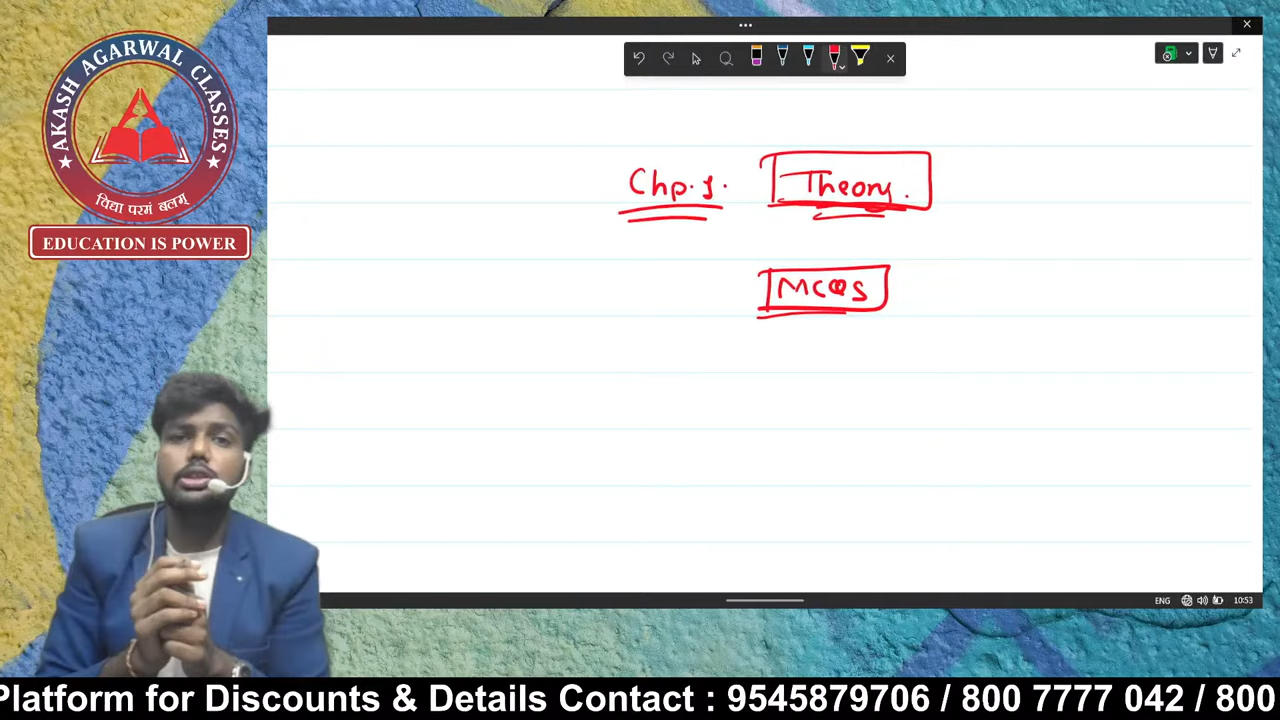 AKASH AGARWAL CLASSES
विद्या परमं बलम्
EDUCATION IS POWER
Chp. 1. Theory.
MCQS
ENG 10:53
Platform for Discounts & Details Contact : 9545879706 / 800 7777 042 / 800